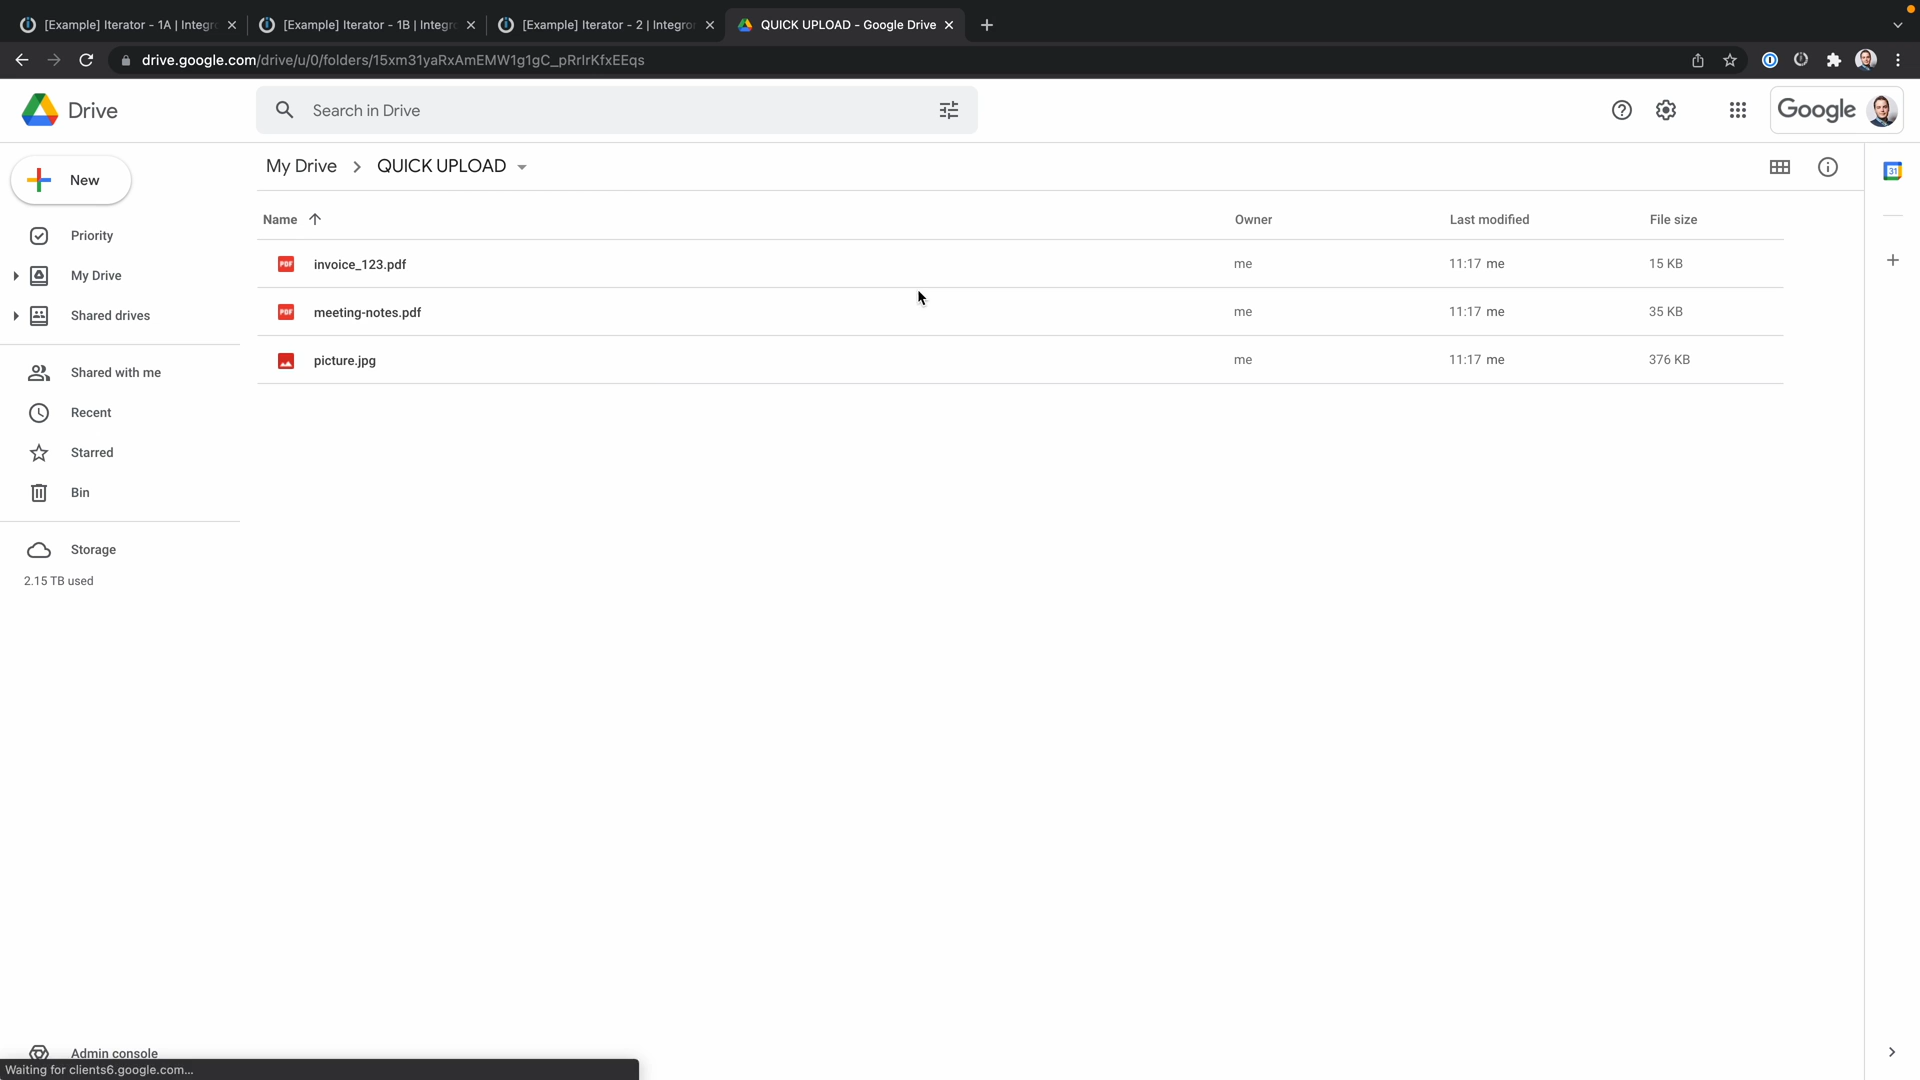 [Example] Iterator - 1A | Integr
[Example] Iterator - 1B | Integr
[Example] Iterator - 2 | Integro
QUICK UPLOAD - Google Drive
drive.google.com/drive/u/0/folders/15xm31yaRxAmEMW1g1gC_pRrIrKfxEEqs
Drive
Search in Drive
Google
New
My Drive
QUICK UPLOAD
31
Name
Owner
Last modified
File size
Priority
My Drive
Shared drives
PDF
invoice_123.pdf
me
11:17 me
15 KB
PDF
meeting-notes.pdf
me
11:17 me
35 KB
picture.jpg
me
11:17 me
376 KB
Shared with me
Recent
Starred
Bin
Storage
2.15 TB used
Admin console
Waiting for clients6.google.com...